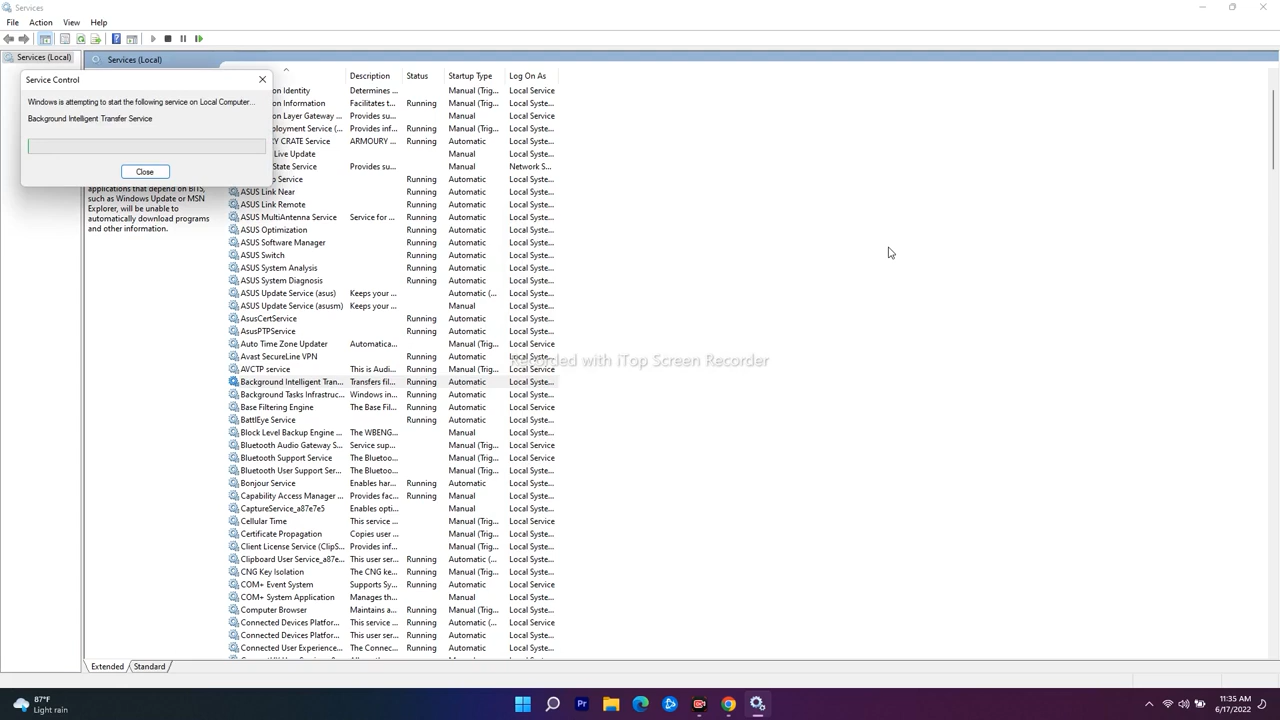 Services
File Action View Help
Services (Local)
Services (Local)
Service Control
Windows is attempting to start the following service on Local Computer...
Background Intelligent Transfer Service
Close
applications that depend on BITS,
such as Windows Update or MSN
Explorer, will be unable to
automatically download programs
and other information.
Description Status Startup Type Log On As
on Identity Determines ... Manual (Trig... Local Service
on Information Facilitates t... Running Manual (Trig... Local Syste...
on Layer Gateway ... Provides su... Manual Local Service
ployment Service (... Provides inf... Running Manual (Trig... Local Syste...
RY CRATE Service ARMOURY ... Running Automatic Local Syste...
Live Update Manual Local Syste...
State Service Provides su... Manual Network S...
p Service Running Automatic Local Syste...
ASUS Link Near Running Automatic Local Syste...
ASUS Link Remote Running Automatic Local Syste...
ASUS MultiAntenna Service Service for ... Running Automatic Local Syste...
ASUS Optimization Running Automatic Local Syste...
ASUS Software Manager Running Automatic Local Syste...
ASUS Switch Running Automatic Local Syste...
ASUS System Analysis Running Automatic Local Syste...
ASUS System Diagnosis Running Automatic Local Syste...
ASUS Update Service (asus) Keeps your ... Automatic (... Local Syste...
ASUS Update Service (asusm) Keeps your ... Manual Local Syste...
AsusCertService Running Automatic Local Syste...
AsusPTPService Running Automatic Local Syste...
Auto Time Zone Updater Automatica... Manual (Trig... Local Service
Avast SecureLine VPN Running Automatic Local Syste...
Recorded with iTop Screen Recorder
AVCTP service This is Audi... Running Manual (Trig... Local Service
Background Intelligent Tran... Transfers fil... Running Automatic Local Syste...
Background Tasks Infrastruc... Windows in... Running Automatic Local Syste...
Base Filtering Engine The Base Fil... Running Automatic Local Service
BattlEye Service Running Automatic Local Syste...
Block Level Backup Engine ... The WBENG... Manual Local Syste...
Bluetooth Audio Gateway S... Service sup... Running Manual (Trig... Local Service
Bluetooth Support Service The Bluetoo... Running Manual (Trig... Local Service
Bluetooth User Support Ser... The Bluetoo... Running Manual (Trig... Local Syste...
Bonjour Service Enables har... Running Automatic Local Syste...
Capability Access Manager ... Provides fac... Running Manual Local Syste...
CaptureService_a87e7e5 Enables opti... Manual Local Syste...
Cellular Time This service ... Manual (Trig... Local Service
Certificate Propagation Copies user ... Manual (Trig... Local Syste...
Client License Service (ClipS... Provides inf... Manual (Trig... Local Syste...
Clipboard User Service_a87e... This user ser... Running Automatic (... Local Syste...
CNG Key Isolation The CNG ke... Running Manual (Trig... Local Syste...
COM+ Event System Supports Sy... Running Automatic Local Service
COM+ System Application Manages th... Manual Local Syste...
Computer Browser Maintains a... Running Manual (Trig... Local Syste...
Connected Devices Platfor... This service ... Running Automatic (... Local Service
Connected Devices Platfor... This user ser... Running Automatic Local Syste...
Connected User Experience... The Connec... Running Automatic Local Syste...
Extended Standard
87°F
Light rain
Pr
11:35 AM
6/17/2022